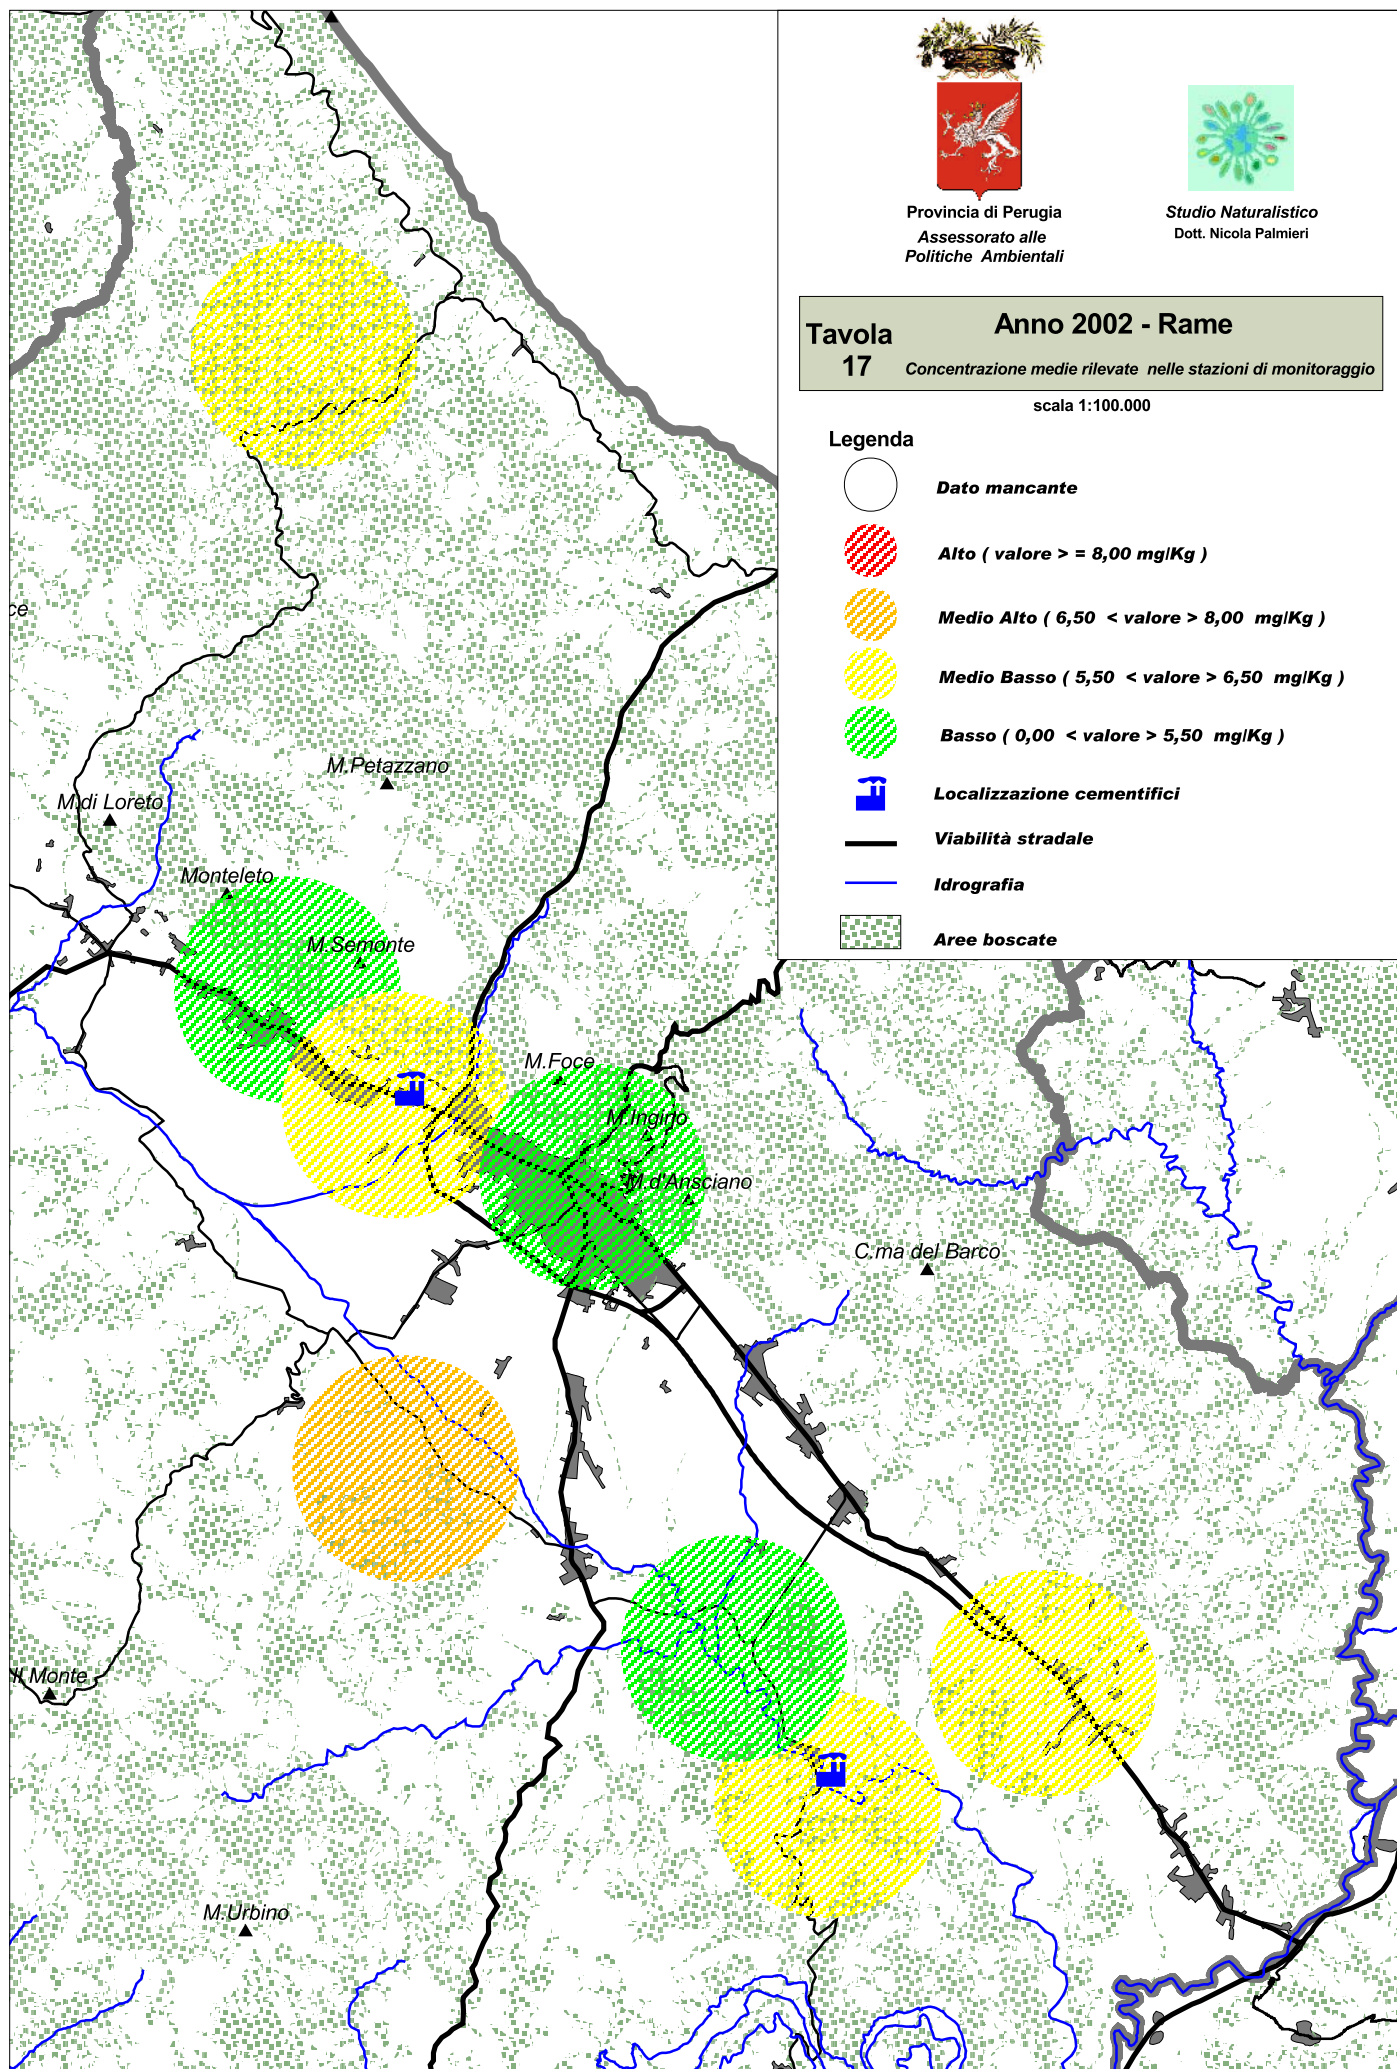 Provincia di Perugia
Assessorato alle
Politiche Ambientali
Studio Naturalistico
Dott. Nicola Palmieri
Tavola
17
Anno 2002 - Rame
Concentrazione medie rilevate nelle stazioni di monitoraggio
scala 1:100.000
Legenda
Dato mancante
Alto ( valore > = 8,00 mg/Kg )
Medio Alto ( 6,50 < valore > 8,00 mg/Kg )
Medio Basso ( 5,50 < valore > 6,50 mg/Kg )
Basso ( 0,00 < valore > 5,50 mg/Kg )
Localizzazione cementifici
Viabilità stradale
Idrografia
Aree boscate
ce
M.Petazzano
M.di Loreto
Monteleto
M.Semonte
M.Foce
M.Ingino
M.d'Ansciano
C.ma del Barco
Il Monte
M.Urbino